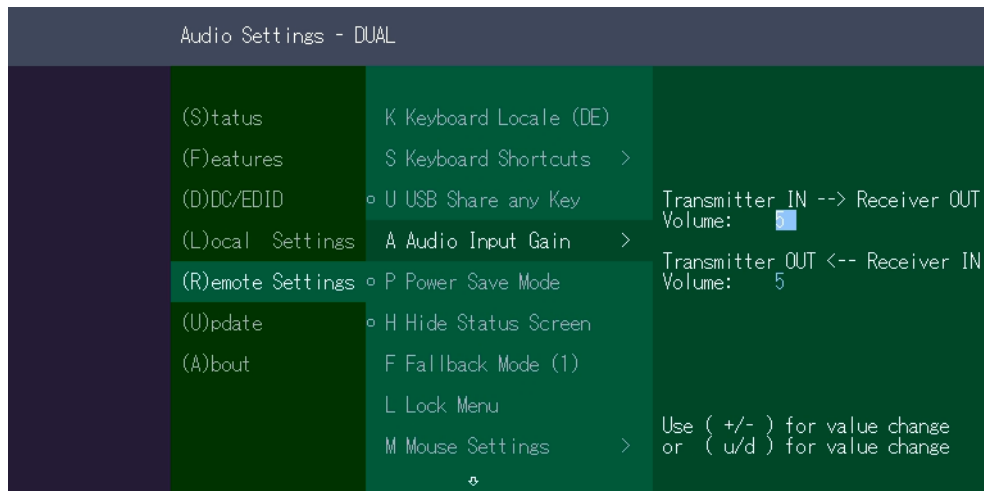 Audio Settings - DUAL
(S)tatus
(F)eatures
(D)DC/EDID
(L)ocal Settings
(R)emote Settings
(U)pdate
(A)bout
K Keyboard Locale (DE)
S Keyboard Shortcuts >
U USB Share any Key
A Audio Input Gain >
P Power Save Mode
H Hide Status Screen
F Fallback Mode (1)
L Lock Menu
M Mouse Settings >
Transmitter IN --> Receiver OUT
Volume: 5
Transmitter OUT <-- Receiver IN
Volume: 5
Use ( +/- ) for value change
or ( u/d ) for value change